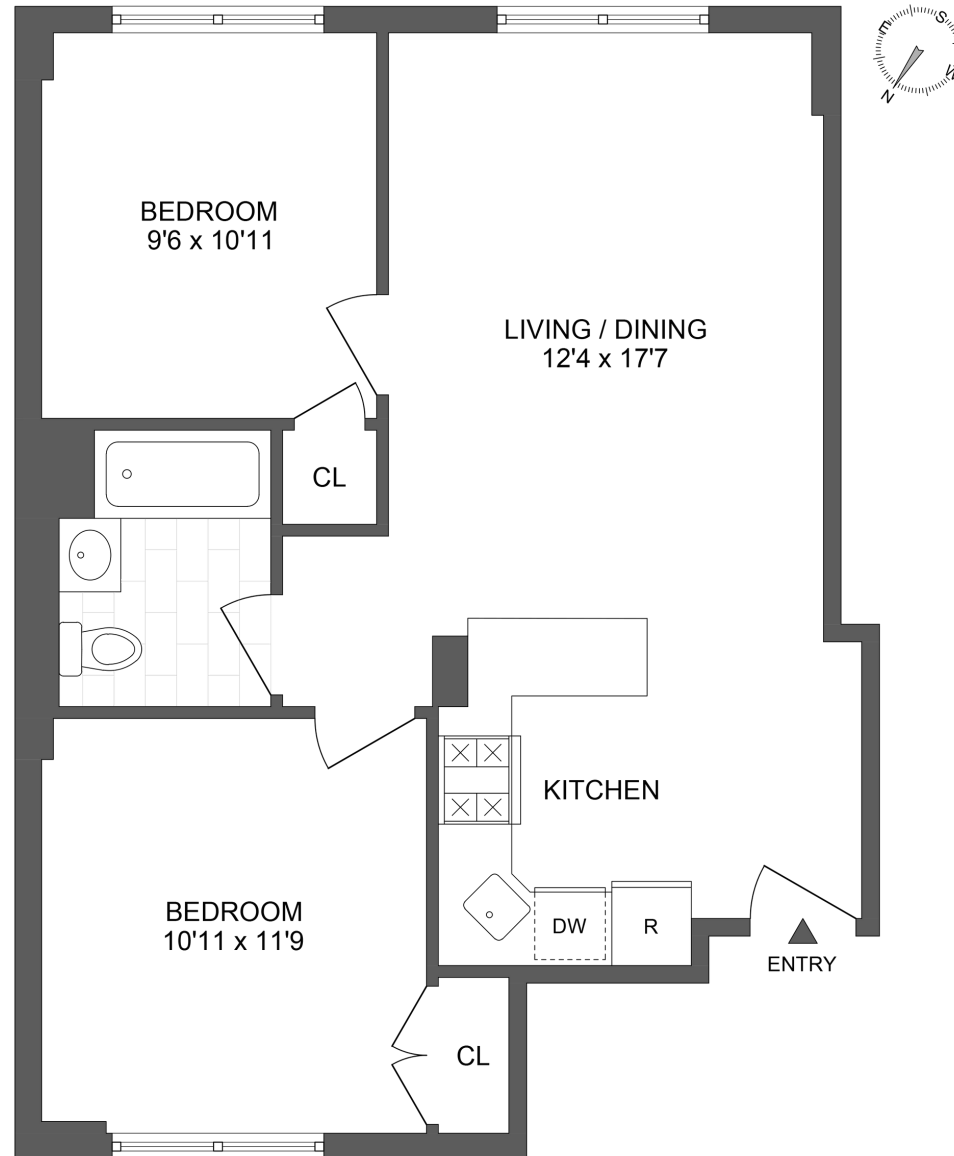 E
S
W
N
BEDROOM
9'6 x 10'11
LIVING / DINING
12'4 x 17'7
CL
KITCHEN
BEDROOM
10'11 x 11'9
DW
R
ENTRY
CL